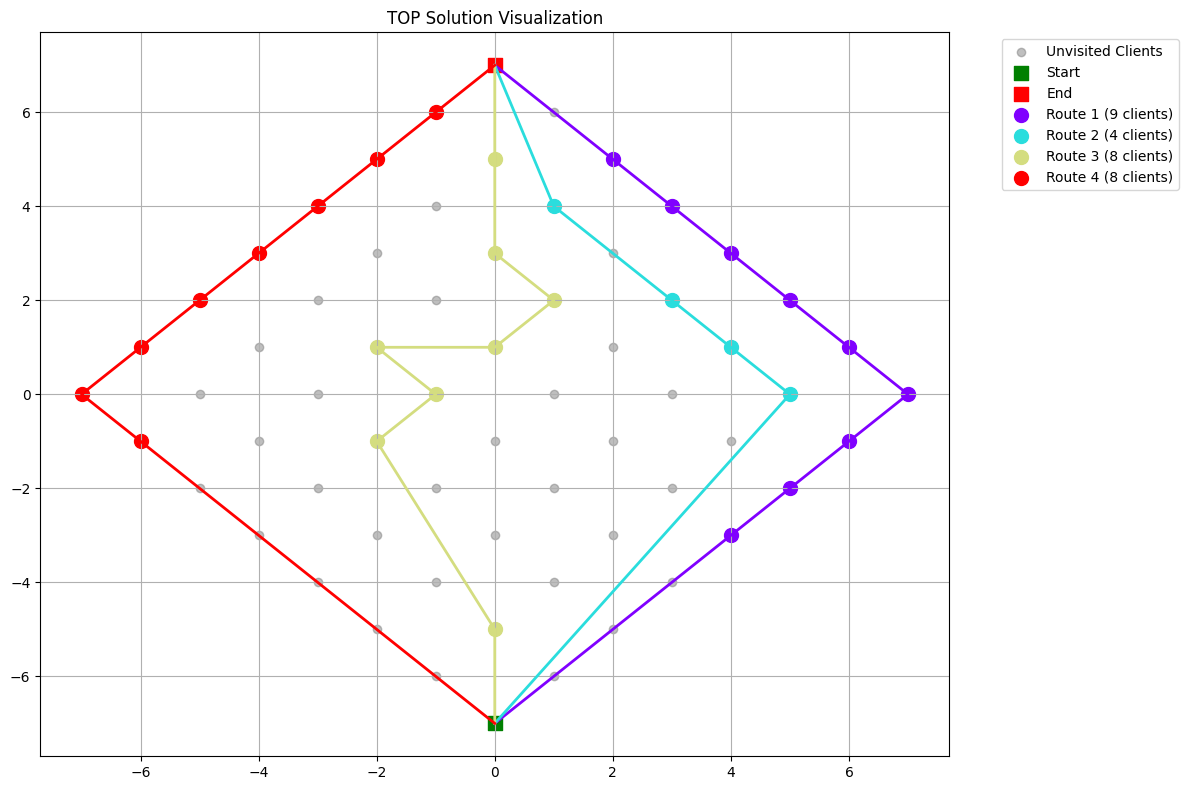 TOP Solution Visualization
Unvisited Clients
Start
End
Route 1 (9 clients)
Route 2 (4 clients)
Route 3 (8 clients)
Route 4 (8 clients)
6
4
2
0
−2
−4
−6
−6
−4
−2
0
2
4
6